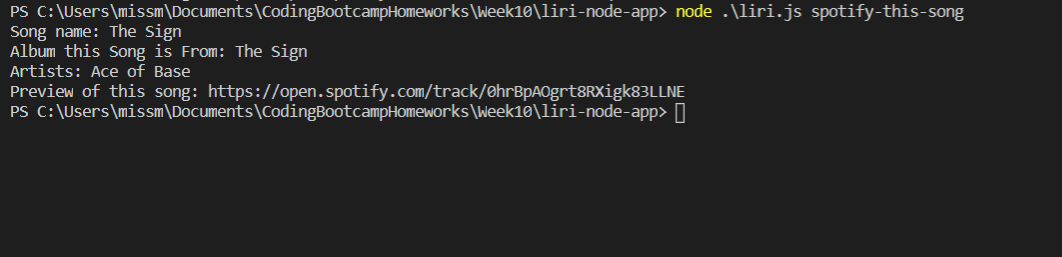 PS C:\Users\missm\Documents\CodingBootcampHomeworks\Week10\liri-node-app> node .\liri.js spotify-this-song
Song name: The Sign
Album this Song is From: The Sign
Artists: Ace of Base
Preview of this song: https://open.spotify.com/track/0hrBpAOgrt8RXigk83LLNE
PS C:\Users\missm\Documents\CodingBootcampHomeworks\Week10\liri-node-app>